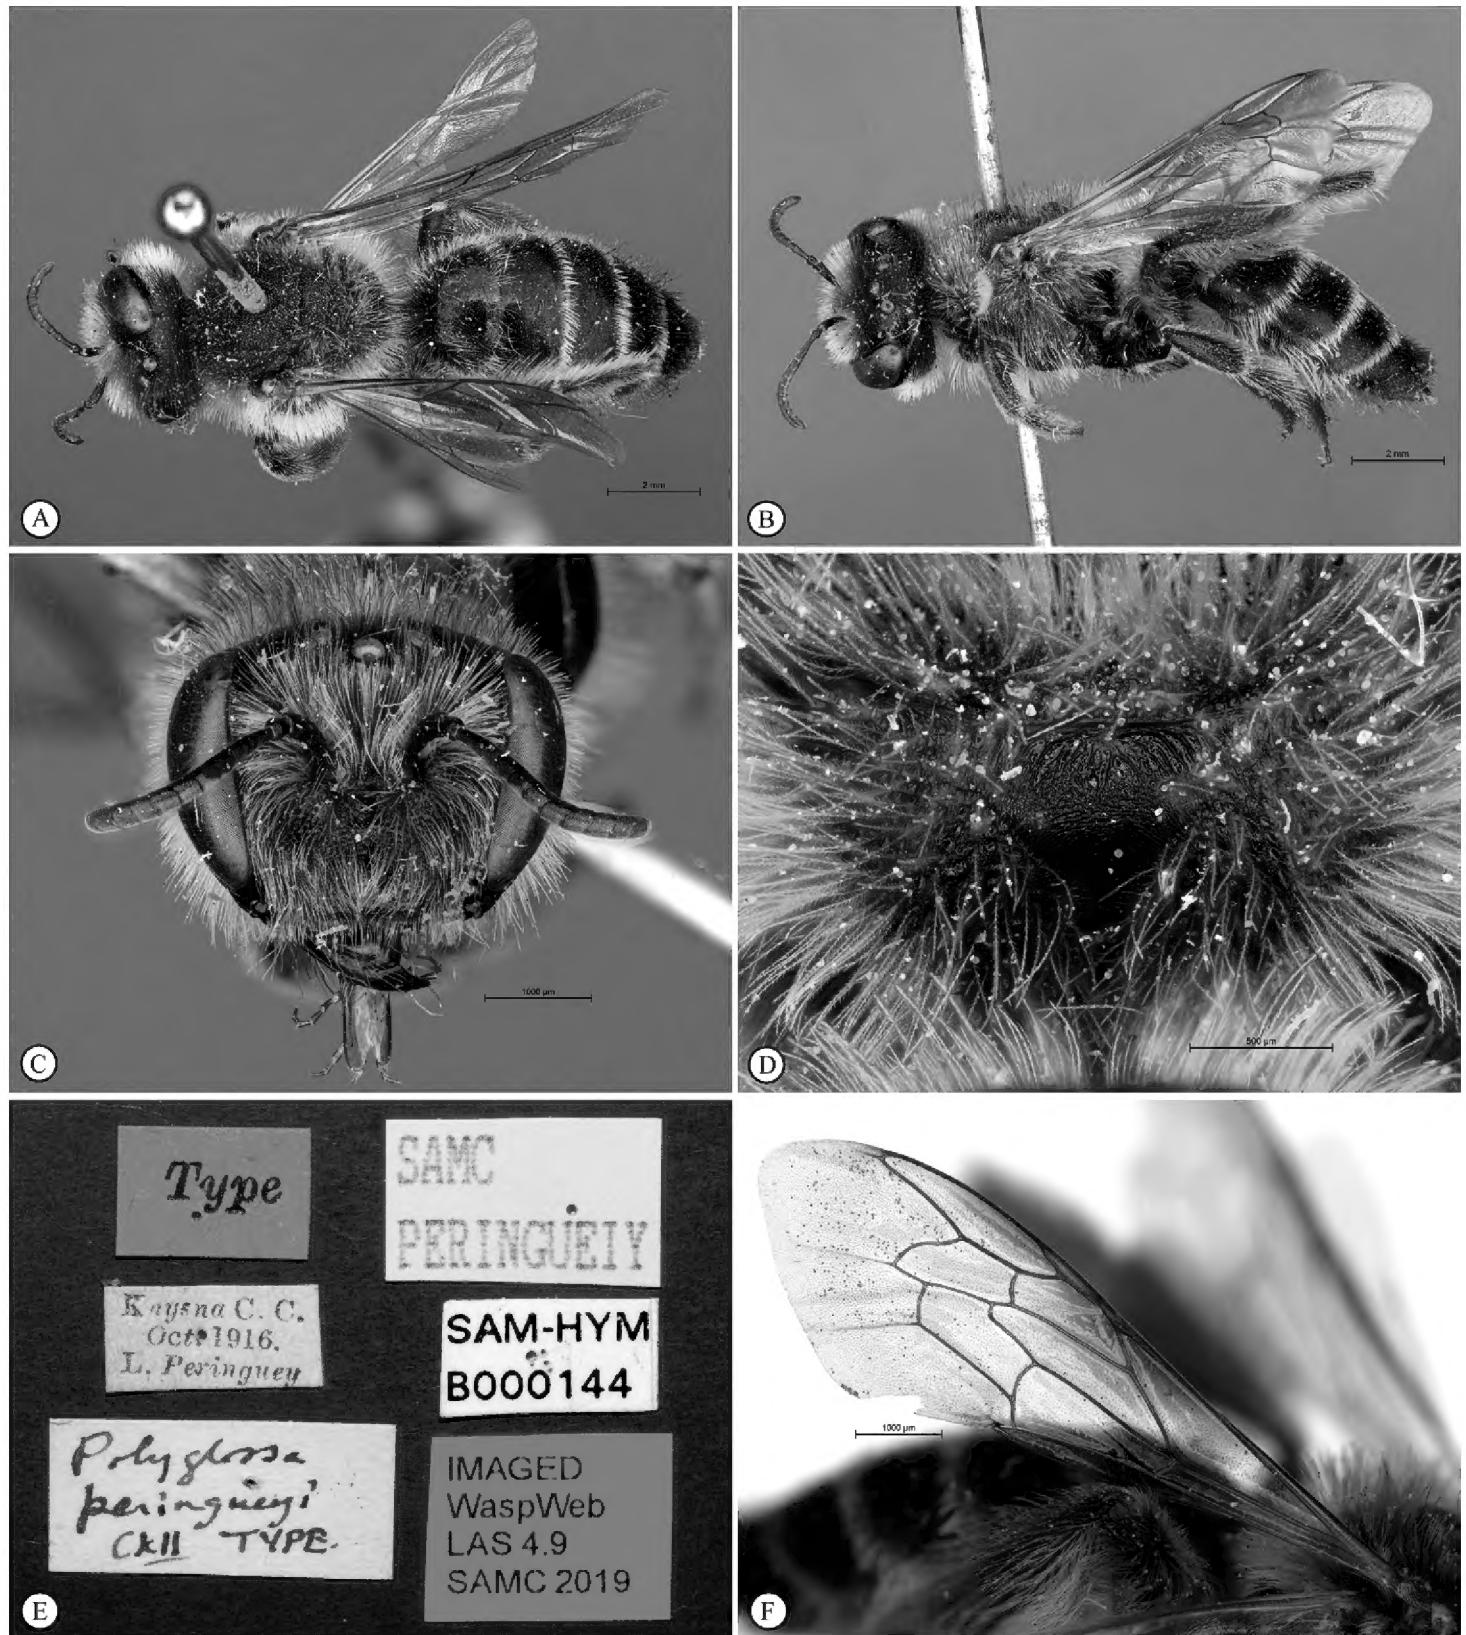 2 mm
A
2 mm
B
1000 µm
C
500 µm
D
Type
SAMC
PERINGUEIY
Knysna C. C.
Oct. 1916.
L. Peringuey
SAM-HYM
B000144
Polyglossa
peringueyi
Ckll TYPE.
IMAGED
WaspWeb
LAS 4.9
SAMC 2019
E
1000 µm
F